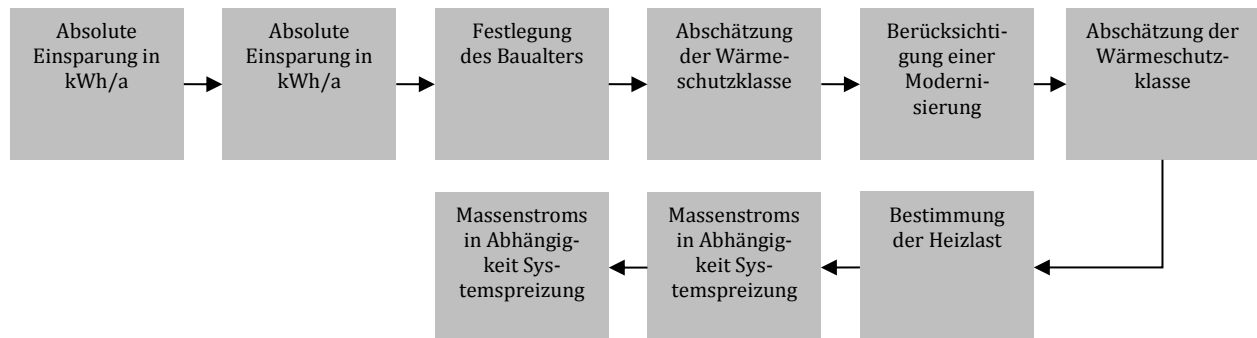 Absolute
Einsparung in
kWh/a
Absolute
Einsparung in
kWh/a
Festlegung
des Baualters
Abschätzung
der Wärme-
schutzklasse
Berücksichti-
gung einer
Moderni-
sierung
Abschätzung der
Wärmeschutz-
klasse
Massenstroms
in Abhängig-
keit Sys-
temspreizung
Massenstroms
in Abhängig-
keit Sys-
temspreizung
Bestimmung
der Heizlast